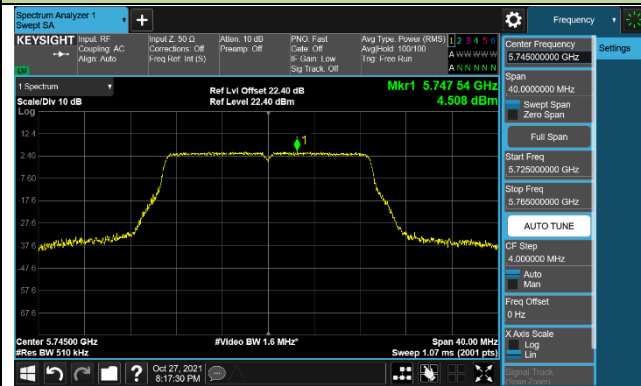 Spectrum Analyzer 1
Swept SA
+
Frequency
KEYSIGHT
Input: RF
Coupling: AC
Align: Auto
Input Z: 50 Ω
Corrections: Off
Freq Ref: Int (S)
Atten: 10 dB
Preamp: Off
PNO: Fast
Gate: Off
IF Gain: Low
Sig Track: Off
Avg Type: Power (RMS)
Avg|Hold: 100/100
Trig: Free Run
1 2 3 4 5 6
A W W W W W
A N N N N N
LXI
1 Spectrum
Scale/Div 10 dB
Log
Ref Lvl Offset 22.40 dB
Ref Level 22.40 dBm
Mkr1 5.747 54 GHz
4.508 dBm
1
12.4
2.40
-7.60
-17.6
-27.6
-37.6
-47.6
-57.6
-67.6
Center 5.74500 GHz
#Res BW 510 kHz
#Video BW 1.6 MHz*
Span 40.00 MHz
Sweep 1.07 ms (2001 pts)
Oct 27, 2021
8:17:30 PM
?
Center Frequency
5.745000000 GHz
Settings
Span
40.0000000 MHz
Swept Span
Zero Span
Full Span
Start Freq
5.725000000 GHz
Stop Freq
5.765000000 GHz
AUTO TUNE
CF Step
4.000000 MHz
Auto
Man
Freq Offset
0 Hz
X Axis Scale
Log
Lin
Signal Track
(Span Zoom)